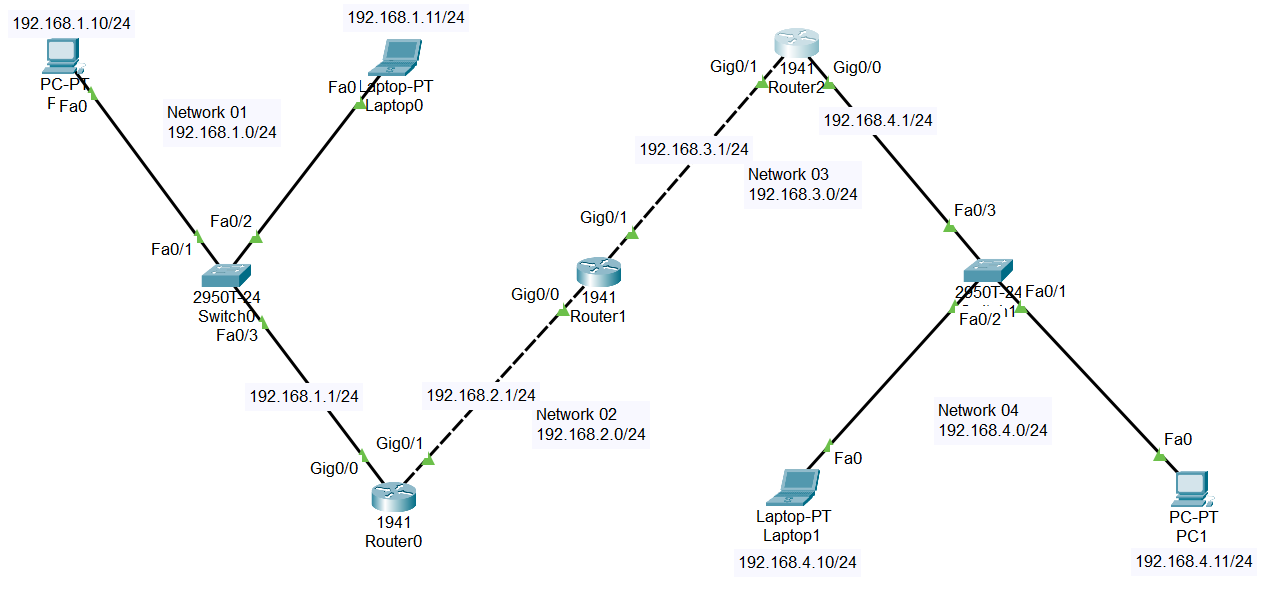 192.168.1.10/24
192.168.1.11/24
PC-PT
Fa0
Fa0
Laptop-PT
Laptop0
Network 01
192.168.1.0/24
Fa0/2
Fa0/1
2950T-24
Switch0
Fa0/3
192.168.1.1/24
Gig0/1
Gig0/0
1941
Router0
192.168.2.1/24
Network 02
192.168.2.0/24
Gig0/0
1941
Router1
Gig0/1
192.168.3.1/24
Network 03
192.168.3.0/24
Gig0/1
1941
Router2
Gig0/0
192.168.4.1/24
Fa0/3
2950T-24
Fa0/1
Fa0/2
Network 04
192.168.4.0/24
Fa0
Laptop-PT
Laptop1
192.168.4.10/24
Fa0
PC-PT
PC1
192.168.4.11/24